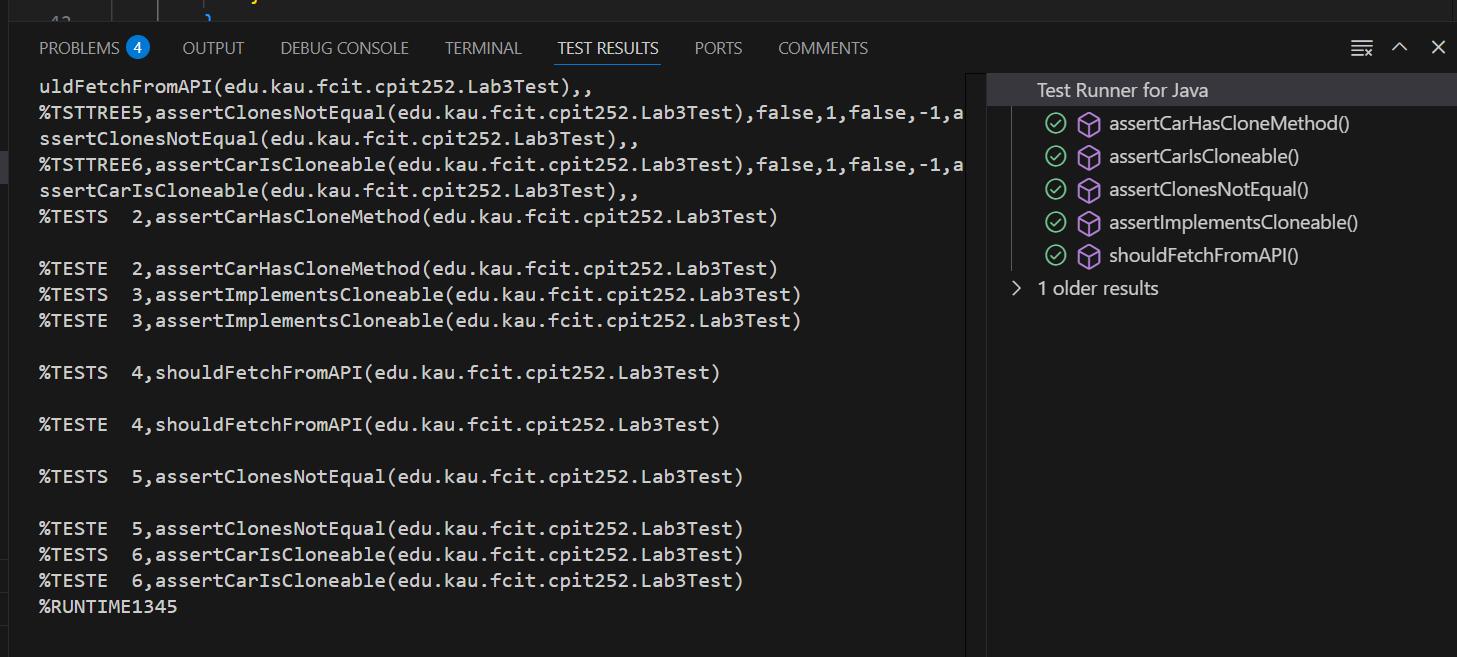 PROBLEMS 4 OUTPUT DEBUG CONSOLE TERMINAL TEST RESULTS PORTS COMMENTS
uldFetchFromAPI(edu.kau.fcit.cpit252.Lab3Test),,
%TSTTREE5,assertClonesNotEqual(edu.kau.fcit.cpit252.Lab3Test),false,1,false,-1,a
ssertClonesNotEqual(edu.kau.fcit.cpit252.Lab3Test),,
%TSTTREE6,assertCarIsCloneable(edu.kau.fcit.cpit252.Lab3Test),false,1,false,-1,a
ssertCarIsCloneable(edu.kau.fcit.cpit252.Lab3Test),,
%TESTS  2,assertCarHasCloneMethod(edu.kau.fcit.cpit252.Lab3Test)
%TESTE  2,assertCarHasCloneMethod(edu.kau.fcit.cpit252.Lab3Test)
%TESTS  3,assertImplementsCloneable(edu.kau.fcit.cpit252.Lab3Test)
%TESTE  3,assertImplementsCloneable(edu.kau.fcit.cpit252.Lab3Test)
%TESTS  4,shouldFetchFromAPI(edu.kau.fcit.cpit252.Lab3Test)
%TESTE  4,shouldFetchFromAPI(edu.kau.fcit.cpit252.Lab3Test)
%TESTS  5,assertClonesNotEqual(edu.kau.fcit.cpit252.Lab3Test)
%TESTE  5,assertClonesNotEqual(edu.kau.fcit.cpit252.Lab3Test)
%TESTS  6,assertCarIsCloneable(edu.kau.fcit.cpit252.Lab3Test)
%TESTE  6,assertCarIsCloneable(edu.kau.fcit.cpit252.Lab3Test)
%RUNTIME1345
Test Runner for Java
assertCarHasCloneMethod()
assertCarIsCloneable()
assertClonesNotEqual()
assertImplementsCloneable()
shouldFetchFromAPI()
1 older results